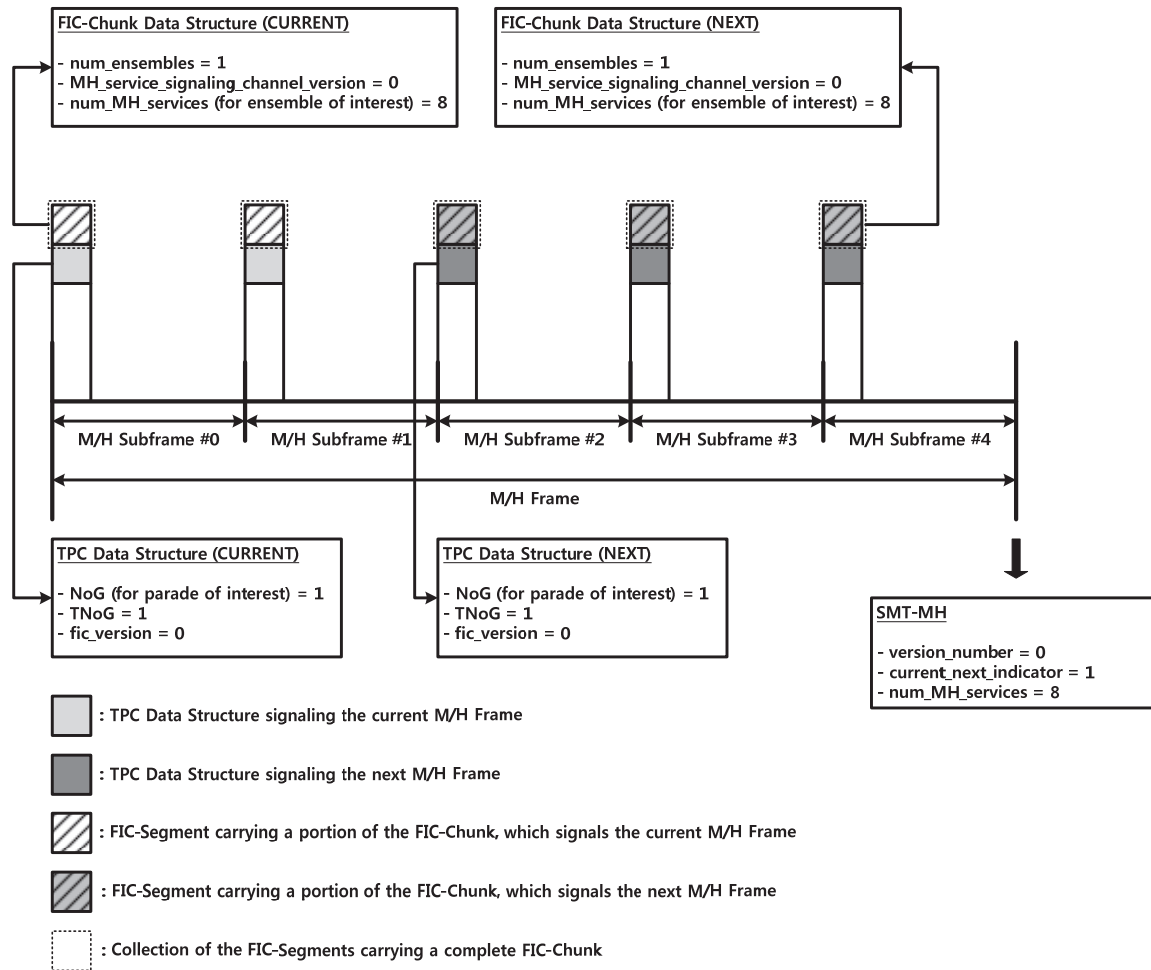 FIC-Chunk Data Structure (CURRENT)
- num_ensembles = 1
- MH_service_signaling_channel_version = 0
- num_MH_services (for ensemble of interest) = 8
FIC-Chunk Data Structure (NEXT)
- num_ensembles = 1
- MH_service_signaling_channel_version = 0
- num_MH_services (for ensemble of interest) = 8
M/H Subframe #0
M/H Subframe #1
M/H Subframe #2
M/H Subframe #3
M/H Subframe #4
M/H Frame
TPC Data Structure (CURRENT)
- NoG (for parade of interest) = 1
- TNoG = 1
- fic_version = 0
TPC Data Structure (NEXT)
- NoG (for parade of interest) = 1
- TNoG = 1
- fic_version = 0
SMT-MH
- version_number = 0
- current_next_indicator = 1
- num_MH_services = 8
: TPC Data Structure signaling the current M/H Frame
: TPC Data Structure signaling the next M/H Frame
: FIC-Segment carrying a portion of the FIC-Chunk, which signals the current M/H Frame
: FIC-Segment carrying a portion of the FIC-Chunk, which signals the next M/H Frame
: Collection of the FIC-Segments carrying a complete FIC-Chunk